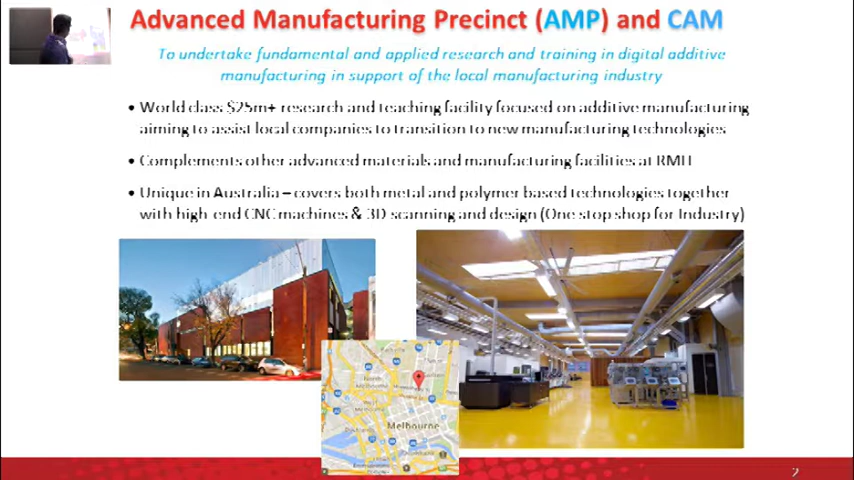 Advanced Manufacturing Precinct (AMP) and CAM
To undertake fundamental and applied research and training in digital additive
manufacturing in support of the local manufacturing industry
• World class $25m+ research and teaching facility focused on additive manufacturing
aiming to assist local companies to transition to new manufacturing technologies
• Complements other advanced materials and manufacturing facilities at RMIT
• Unique in Australia – covers both metal and polymer based technologies together
with high-end CNC machines & 3D scanning and design (One stop shop for Industry)
North
Melbourne
West
Melbourne
Melbourne
2